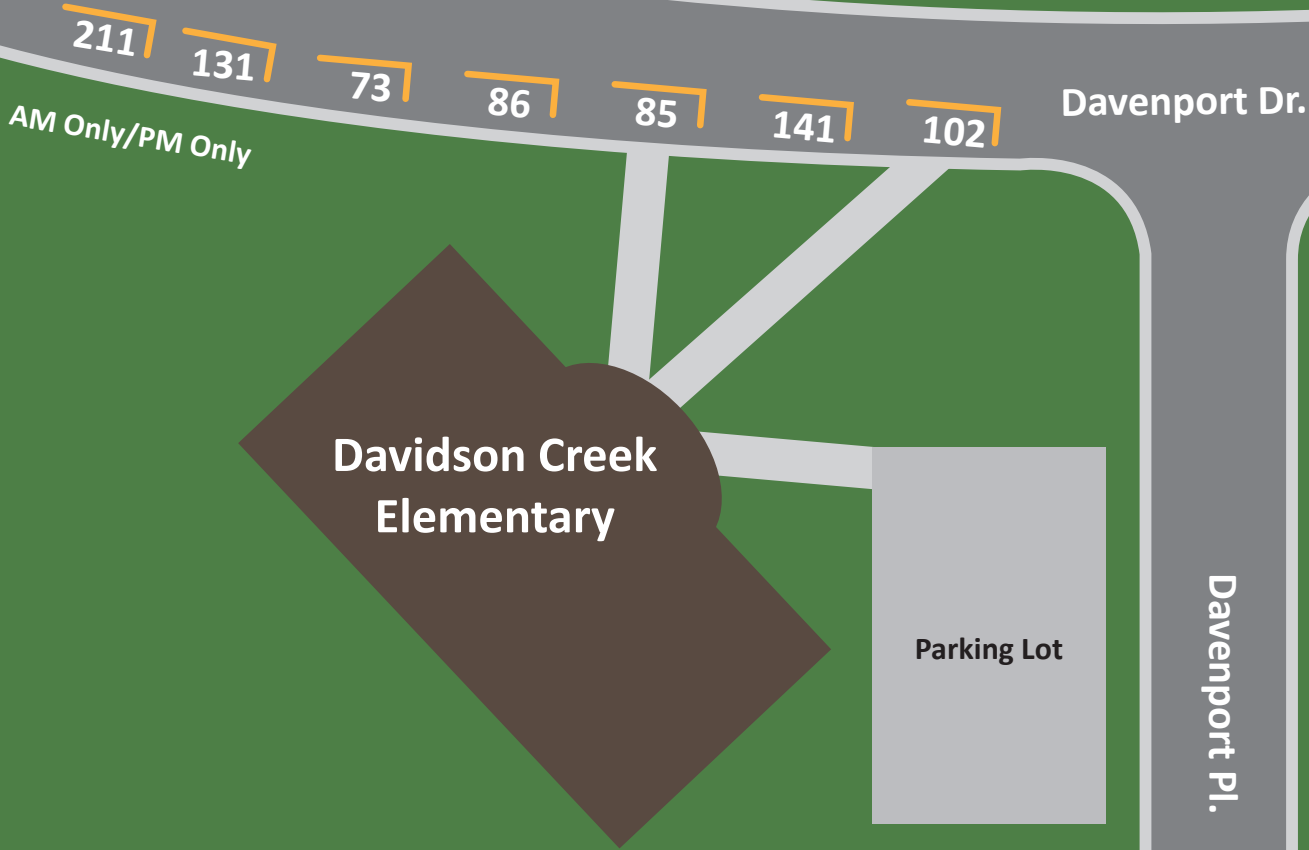 211
131
73
86
85
141
102
Davenport Dr.
AM Only/PM Only
Davidson Creek
Elementary
Parking Lot
Davenport Pl.